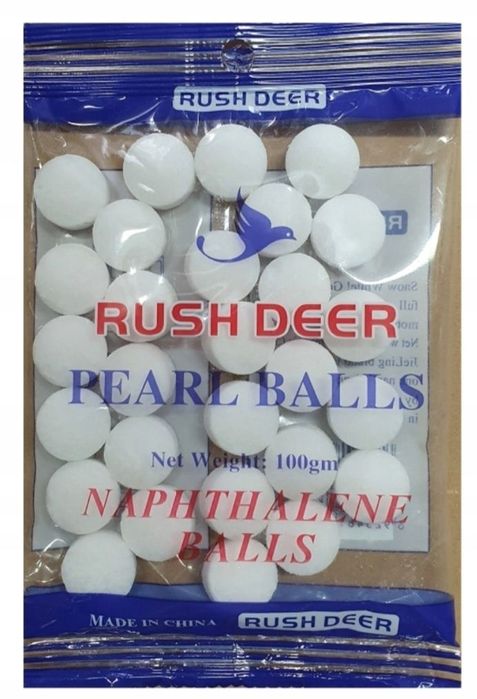 RUSH DEER
RUSH DEER
PEARL BALLS
Net Weight: 100gm
NAPHTHALENE
BALLS
MADE IN CHINA
RUSH DEER